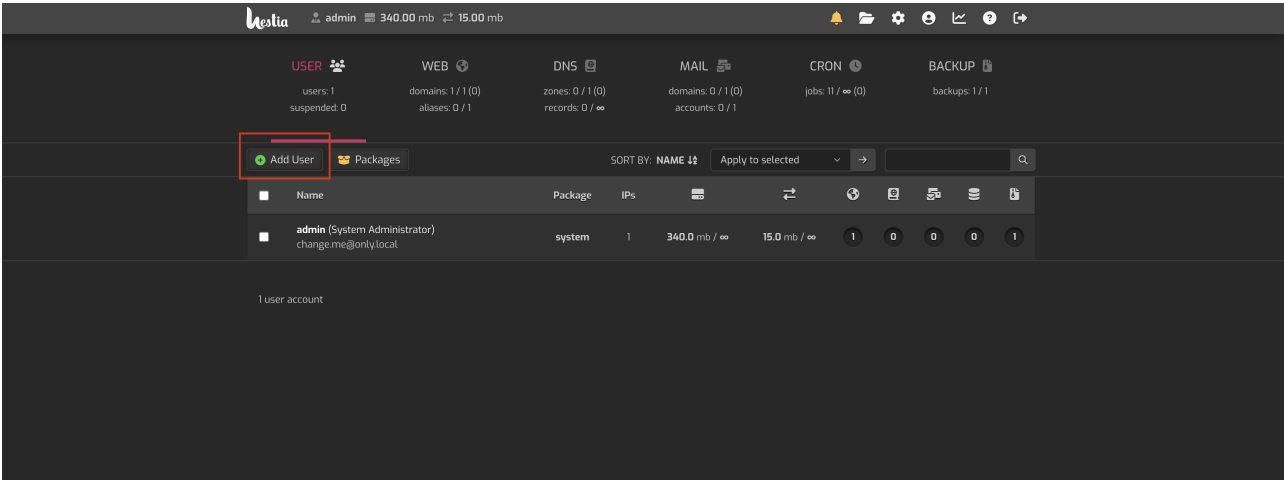 hestia admin 340.00 mb 15.00 mb
USER WEB DNS MAIL CRON BACKUP
users: 1 domains: 1 / 1 (0) zones: 0 / 1 (0) domains: 0 / 1 (0) jobs: 11 / ∞ (0) backups: 1 / 1
suspended: 0 aliases: 0 / 1 records: 0 / ∞ accounts: 0 / 1
Add User Packages SORT BY: NAME Apply to selected
Name Package IPs
admin (System Administrator)
change.me@only.local
system 1 340.0 mb / ∞ 15.0 mb / ∞ 1 0 0 0 1
1 user account